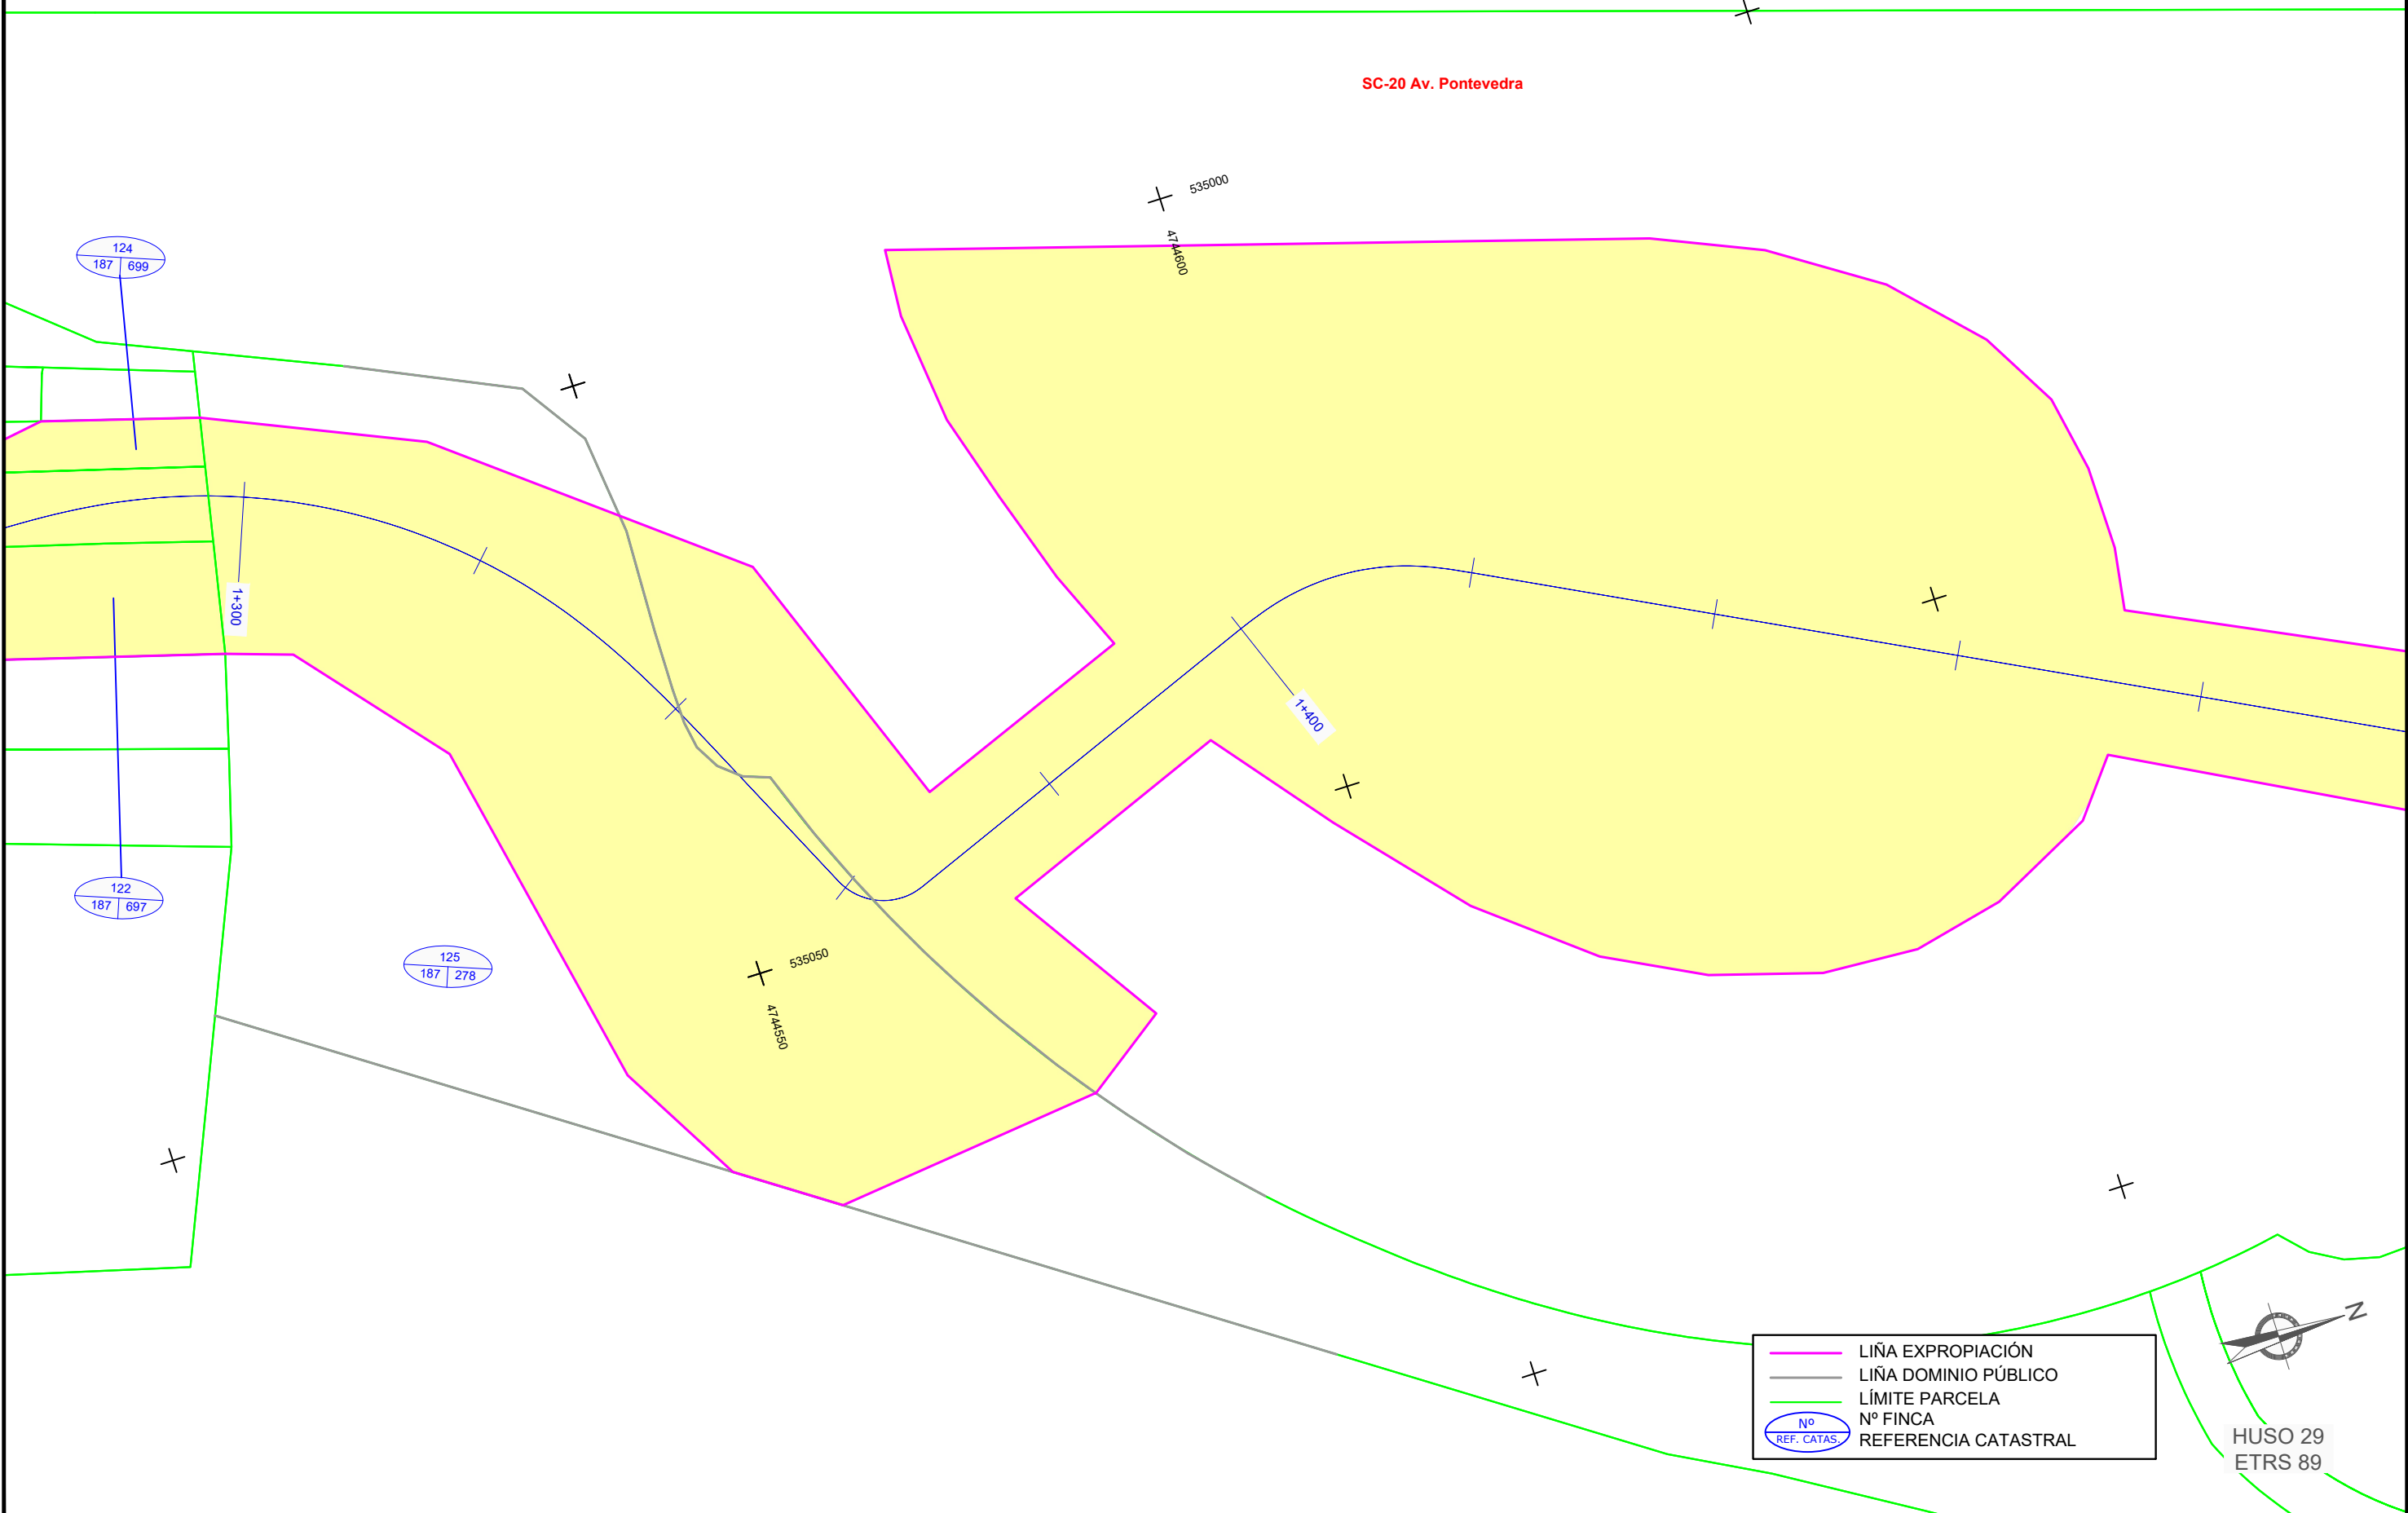 SC-20 Av. Pontevedra
535000
4744600
124
187 699
1+300
1+400
122
187 697
125
187 278
535050
4744550
N
LIÑA EXPROPIACIÓN
LIÑA DOMINIO PÚBLICO
LÍMITE PARCELA
Nº
REF. CATAS.
Nº FINCA
REFERENCIA CATASTRAL
HUSO 29
ETRS 89